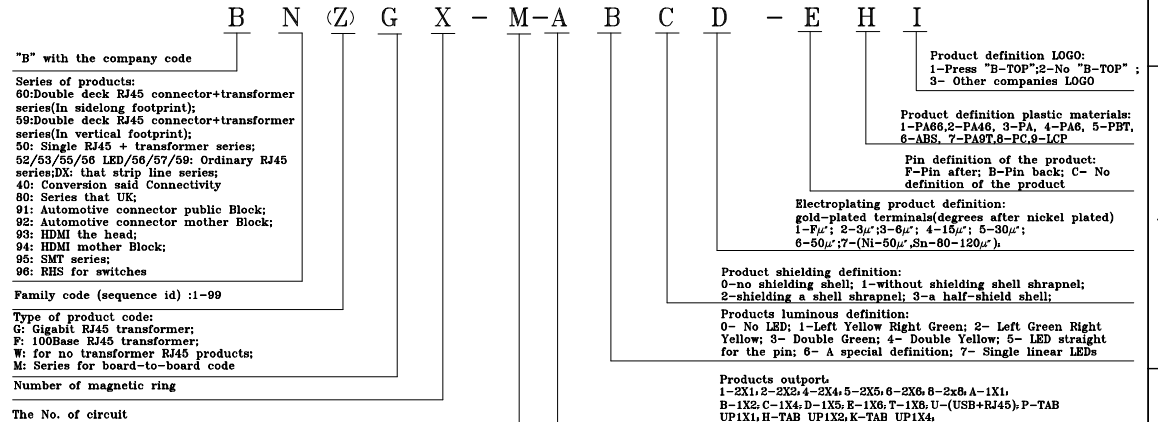 B N (Z) G X - M-A B C D - E H I
"B" with the company code
Series of products:
60:Double deck RJ45 connector+transformer
series(In sidelong footprint);
59:Double deck RJ45 connector+transformer
series(In vertical footprint);
50: Single RJ45 + transformer series;
52/53/55/56 LED/56/57/59: Ordinary RJ45
series;DX: that strip line series;
40: Conversion said Connectivity
80: Series that UK;
91: Automotive connector public Block;
92: Automotive connector mother Block;
93: HDMI the head;
94: HDMI mother Block;
95: SMT series;
96: RHS for switches
Family code (sequence id) :1-99
Type of product code:
G: Gigabit RJ45 transformer;
F: 100Base RJ45 transformer;
W: for no transformer RJ45 products;
M: Series for board-to-board code
Number of magnetic ring
The No. of circuit
Product definition LOGO:
1-Press "B-TOP";2-No "B-TOP" ;
3- Other companies LOGO
Product definition plastic materials:
1-PA66,2-PA46, 3-PA, 4-PA6, 5-PBT,
6-ABS, 7-PA9T,8-PC,9-LCP
Pin definition of the product:
F-Pin after; B-Pin back; C- No
definition of the product
Electroplating product definition:
gold-plated terminals(degrees after nickel plated)
1-Fμ"; 2-3μ";3-6μ"; 4-15μ"; 5-30μ";
6-50μ";7-(Ni-50μ",Sn-80-120μ");
Product shielding definition:
0-no shielding shell; 1-without shielding shell shrapnel;
2-shielding a shell shrapnel; 3-a half-shield shell;
Products luminous definition:
0- No LED; 1-Left Yellow Right Green; 2- Left Green Right
Yellow; 3- Double Green; 4- Double Yellow; 5- LED straight
for the pin; 6- A special definition; 7- Single linear LEDs
Products outport:
1-2X1; 2-2X2; 4-2X4; 5-2X5; 6-2X6; 8-2x8; A-1X1;
B-1X2; C-1X4; D-1X5; E-1X6; T-1X8; U-(USB+RJ45); P-TAB
UP1X1; H-TAB UP1X2; K-TAB UP1X4;